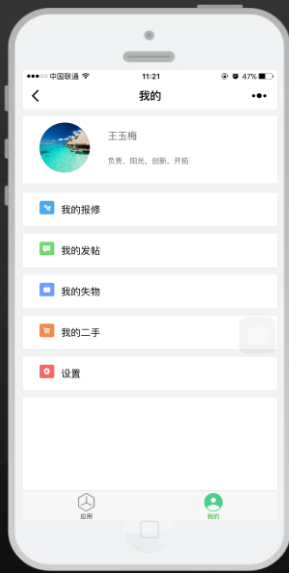 中国联通 11:21 47%
我的
王玉梅
负责、阳光、创新、开拓
我的报修
我的发帖
我的失物
我的二手
设置
应用 我的